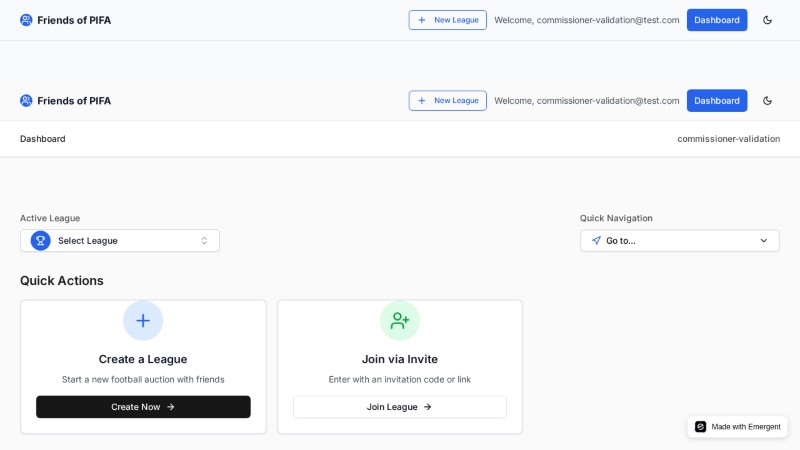 Friends of PIFA
New League
Welcome, commissioner-validation@test.com
Dashboard
Friends of PIFA
New League
Welcome, commissioner-validation@test.com
Dashboard
Dashboard
commissioner-validation
Active League
Quick Navigation
Select League
Go to...
Quick Actions
Create a League
Start a new football auction with friends
Create Now
Join via Invite
Enter with an invitation code or link
Join League
Made with Emergent